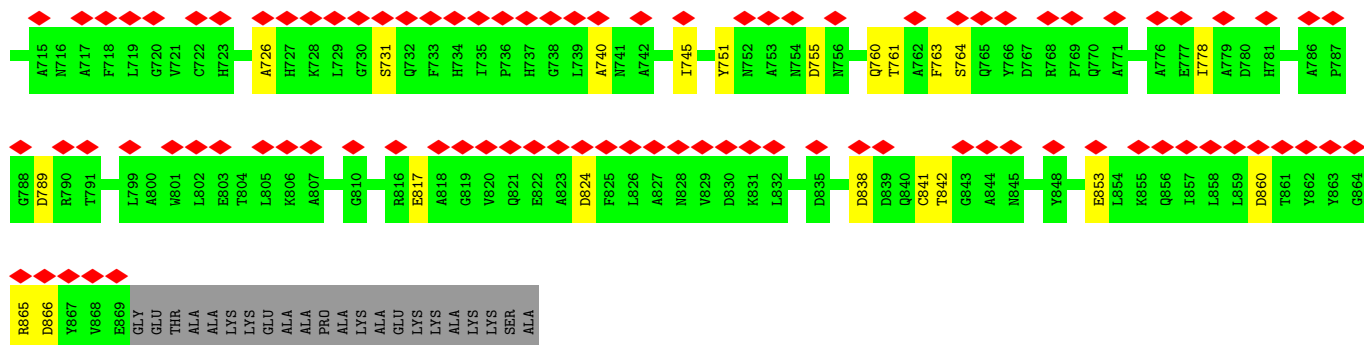 A715 N716 A717 F718 L719 G720 V721 C722 H723 A726 H727 K728 L729 G730 S731 Q732 F733 H734 I735 P736 H737 G738 L739 A740 N741 A742 I745 Y751 N752 A753 N754 D755 N756 Q760 T761 A762 F763 S764 Q765 Y766 D767 R768 P769 Q770 A771 A776 E777 I778 A779 D780 H781 A786 P787
G788 D789 R790 T791 L799 A800 W801 L802 E803 T804 L805 K806 A807 G810 R816 E817 A818 G819 V820 Q821 E822 A823 D824 F825 L826 A827 N828 V829 D830 K831 L832 D835 D838 D839 Q840 C841 T842 G843 A844 N845 Y848 E853 L854 K855 Q856 I857 L858 L859 D860 T861 Y862 Y863 G864
R865 D866 Y867 V868 E869 GLY GLU THR ALA ALA LYS LYS GLU ALA ALA PRO ALA LYS ALA GLU LYS LYS ALA LYS LYS SER ALA